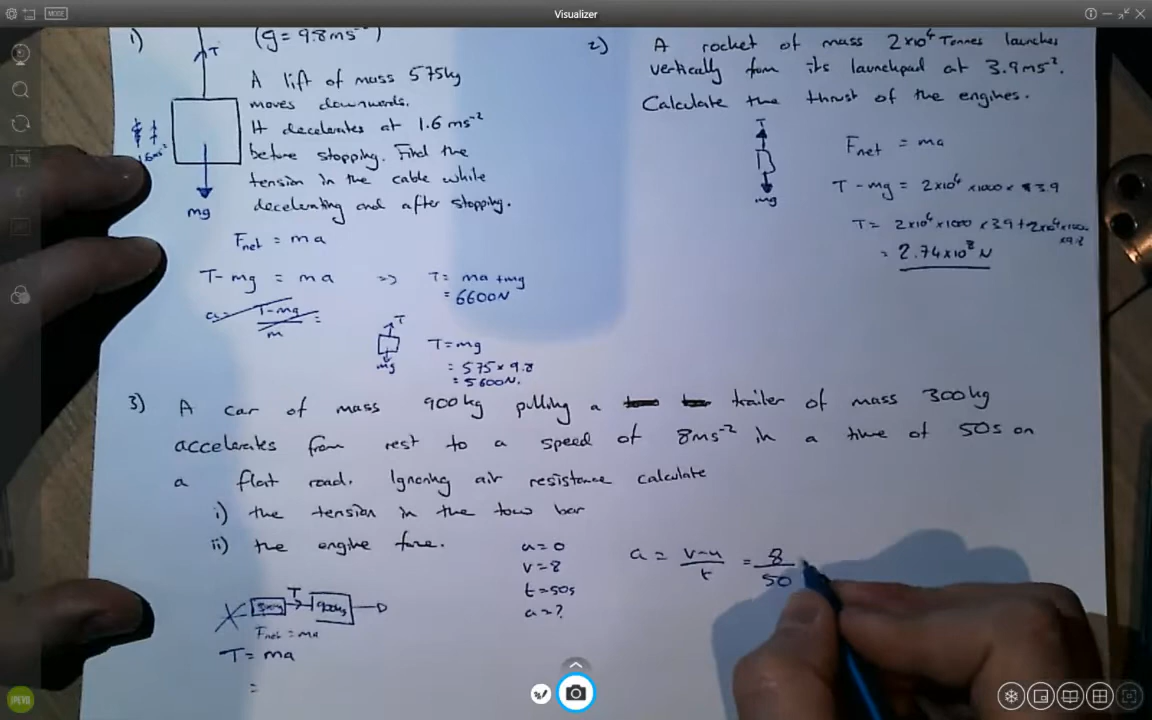 Visualizer
MODE
1)
T
(g = 9.8ms⁻²)
A lift of mass 575kg
moves downwards.
It decelerates at 1.6 ms⁻²
before stopping. Find the
tension in the cable while
decelerating and after stopping.
mg
Fnet = ma
T-mg = ma => T = ma + mg
= 6600N
a = T-mg =
m
T
mg
T = mg
= 575 × 9.8
= 5600N.
2) A rocket of mass 2×10⁴ Tonnes launches
vertically from its launchpad at 3.9ms⁻².
Calculate the thrust of the engines.
T
mg
Fnet = ma
T-mg = 2×10⁴ ×1000 × 3.9
T = 2×10⁴×1000 ×3.9 + 2×10⁴×1000
×9.8
= 2.74×10⁸ N
3) A car of mass 900kg pulling a trailer of mass 300kg
accelerates from rest to a speed of 8ms⁻² in a time of 50s on
a flat road. Ignoring air resistance calculate
i) the tension in the tow bar
ii) the engine force.
u=0
v=8
t=50s
a=?
a = v-u = 8
t 50
T
900kg
Fnet = ma
T = ma
=
IPEVO